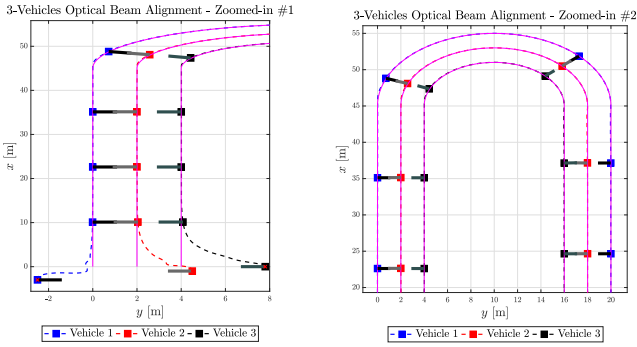 3-Vehicles Optical Beam Alignment - Zoomed-in #1
50
40
30
20
10
0
x [m]
-2
0
2
4
6
8
y [m]
Vehicle 1
Vehicle 2
Vehicle 3
3-Vehicles Optical Beam Alignment - Zoomed-in #2
55
50
45
40
35
30
25
20
x [m]
0
2
4
6
8
10
12
14
16
18
20
y [m]
Vehicle 1
Vehicle 2
Vehicle 3